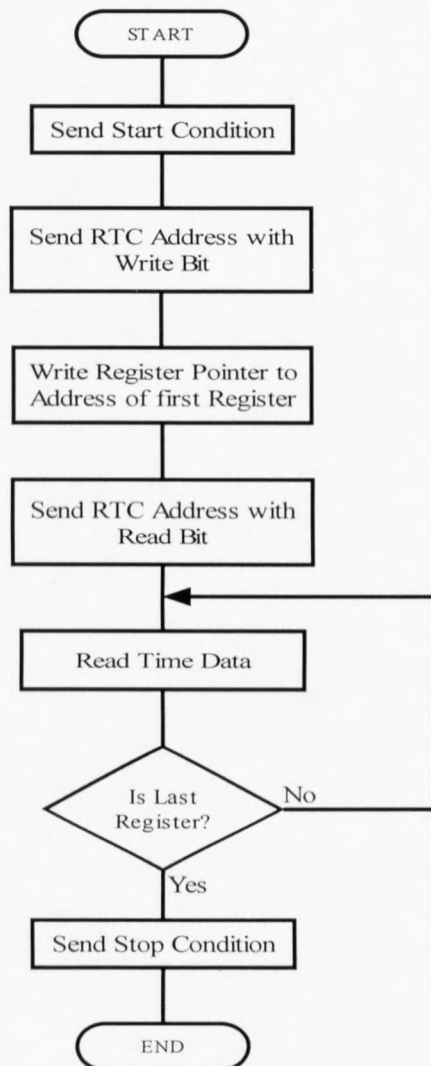 START
Send Start Condition
Send RTC Address with
Write Bit
Write Register Pointer to
Address of first Register
Send RTC Address with
Read Bit
Read Time Data
Is Last
Register?
No
Yes
Send Stop Condition
END